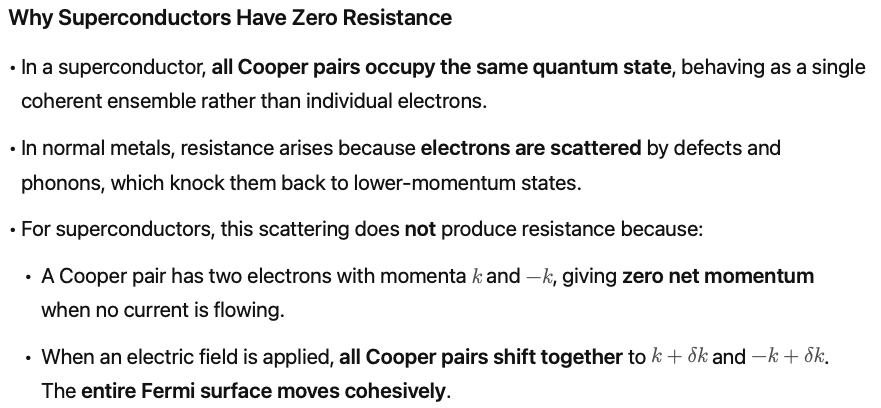 Why Superconductors Have Zero Resistance
• In a superconductor, all Cooper pairs occupy the same quantum state, behaving as a single
coherent ensemble rather than individual electrons.
• In normal metals, resistance arises because electrons are scattered by defects and
phonons, which knock them back to lower-momentum states.
• For superconductors, this scattering does not produce resistance because:
• A Cooper pair has two electrons with momenta k and −k, giving zero net momentum
when no current is flowing.
• When an electric field is applied, all Cooper pairs shift together to k + δk and −k + δk.
The entire Fermi surface moves cohesively.